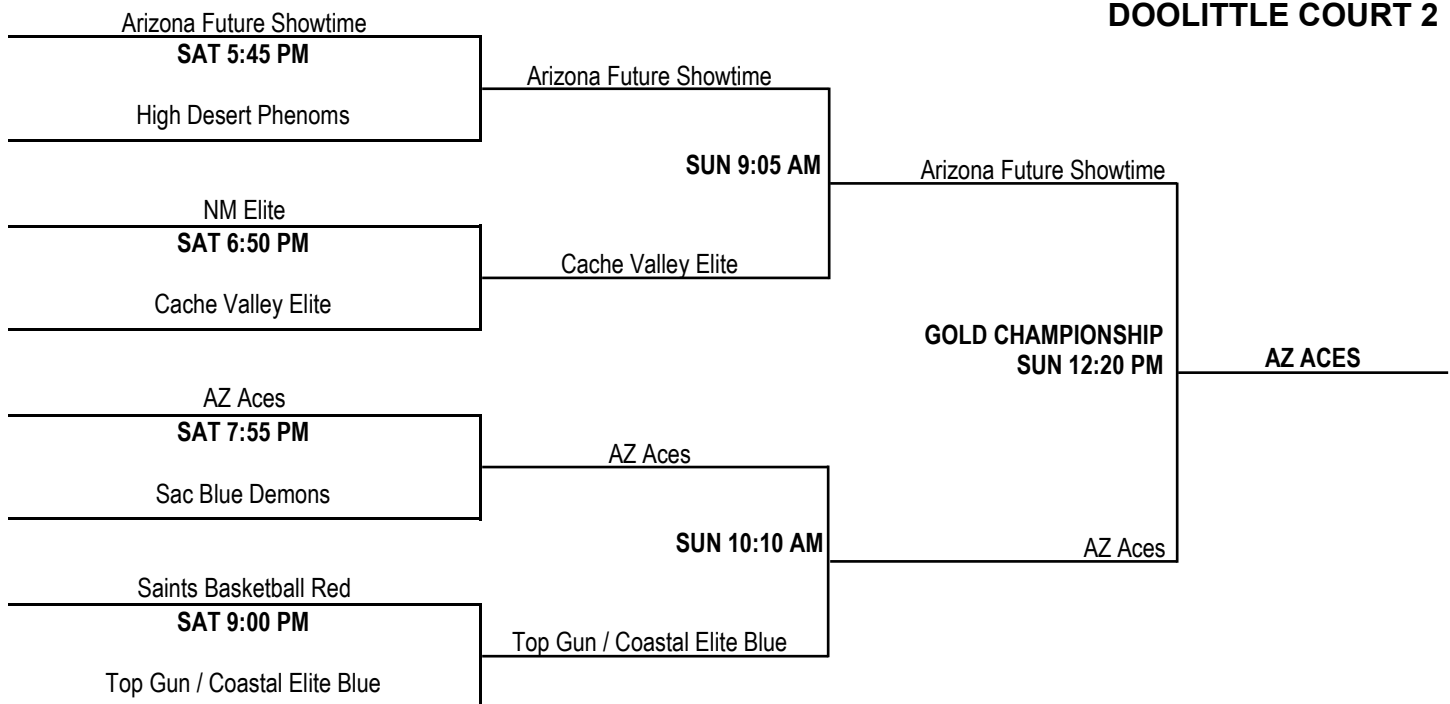 DOOLITTLE COURT 2
Arizona Future Showtime
SAT 5:45 PM
Arizona Future Showtime
High Desert Phenoms
SUN 9:05 AM
Arizona Future Showtime
NM Elite
SAT 6:50 PM
Cache Valley Elite
Cache Valley Elite
GOLD CHAMPIONSHIP
SUN 12:20 PM
AZ ACES
AZ Aces
SAT 7:55 PM
AZ Aces
Sac Blue Demons
SUN 10:10 AM
AZ Aces
Saints Basketball Red
SAT 9:00 PM
Top Gun / Coastal Elite Blue
Top Gun / Coastal Elite Blue